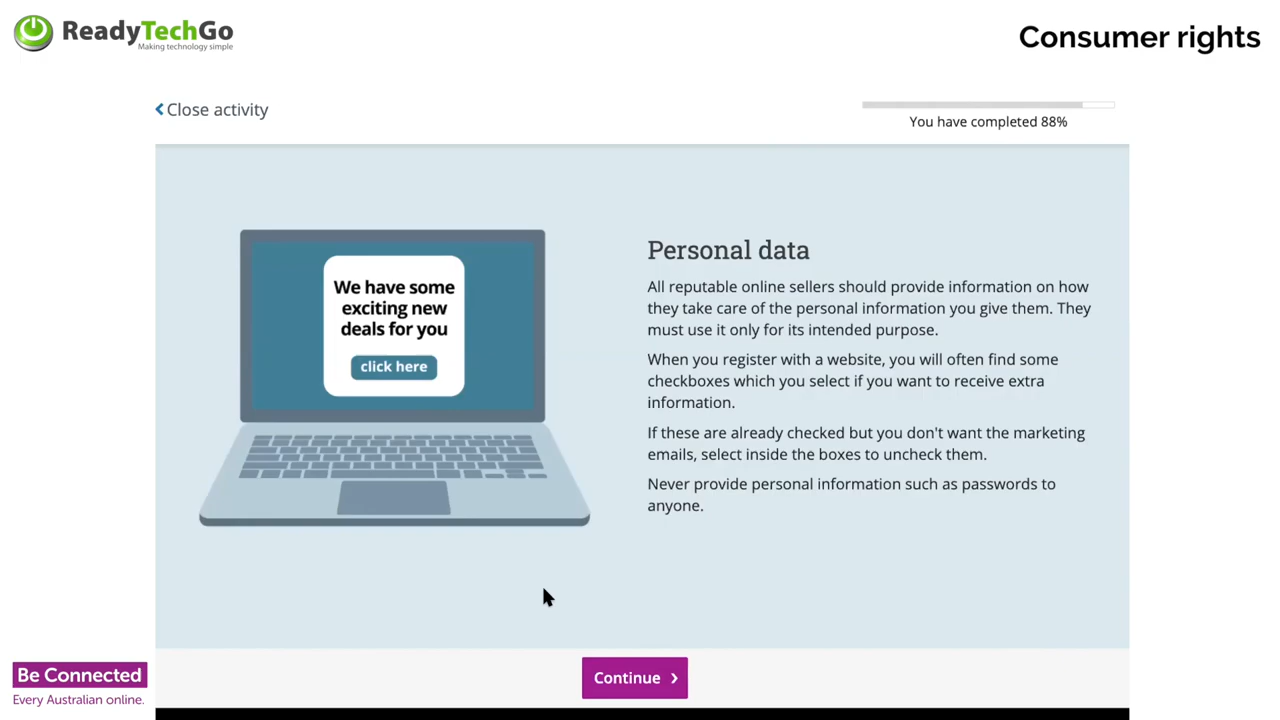 ReadyTechGo
Making technology simple
Consumer rights
Close activity
You have completed 88%
We have some
exciting new
deals for you
click here
Personal data
All reputable online sellers should provide information on how
they take care of the personal information you give them. They
must use it only for its intended purpose.
When you register with a website, you will often find some
checkboxes which you select if you want to receive extra
information.
If these are already checked but you don't want the marketing
emails, select inside the boxes to uncheck them.
Never provide personal information such as passwords to
anyone.
Continue
Be Connected
Every Australian online.